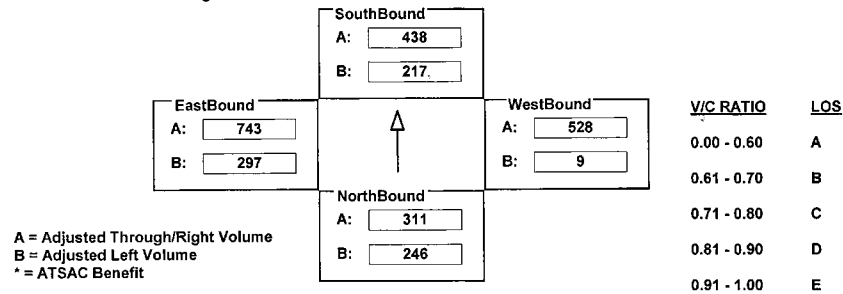 SouthBound
A: 438
B: 217
EastBound
A: 743
B: 297
WestBound
A: 528
B: 9
NorthBound
A: 311
B: 246
A = Adjusted Through/Right Volume
B = Adjusted Left Volume
* = ATSAC Benefit
V/C RATIO LOS
0.00 - 0.60 A
0.61 - 0.70 B
0.71 - 0.80 C
0.81 - 0.90 D
0.91 - 1.00 E